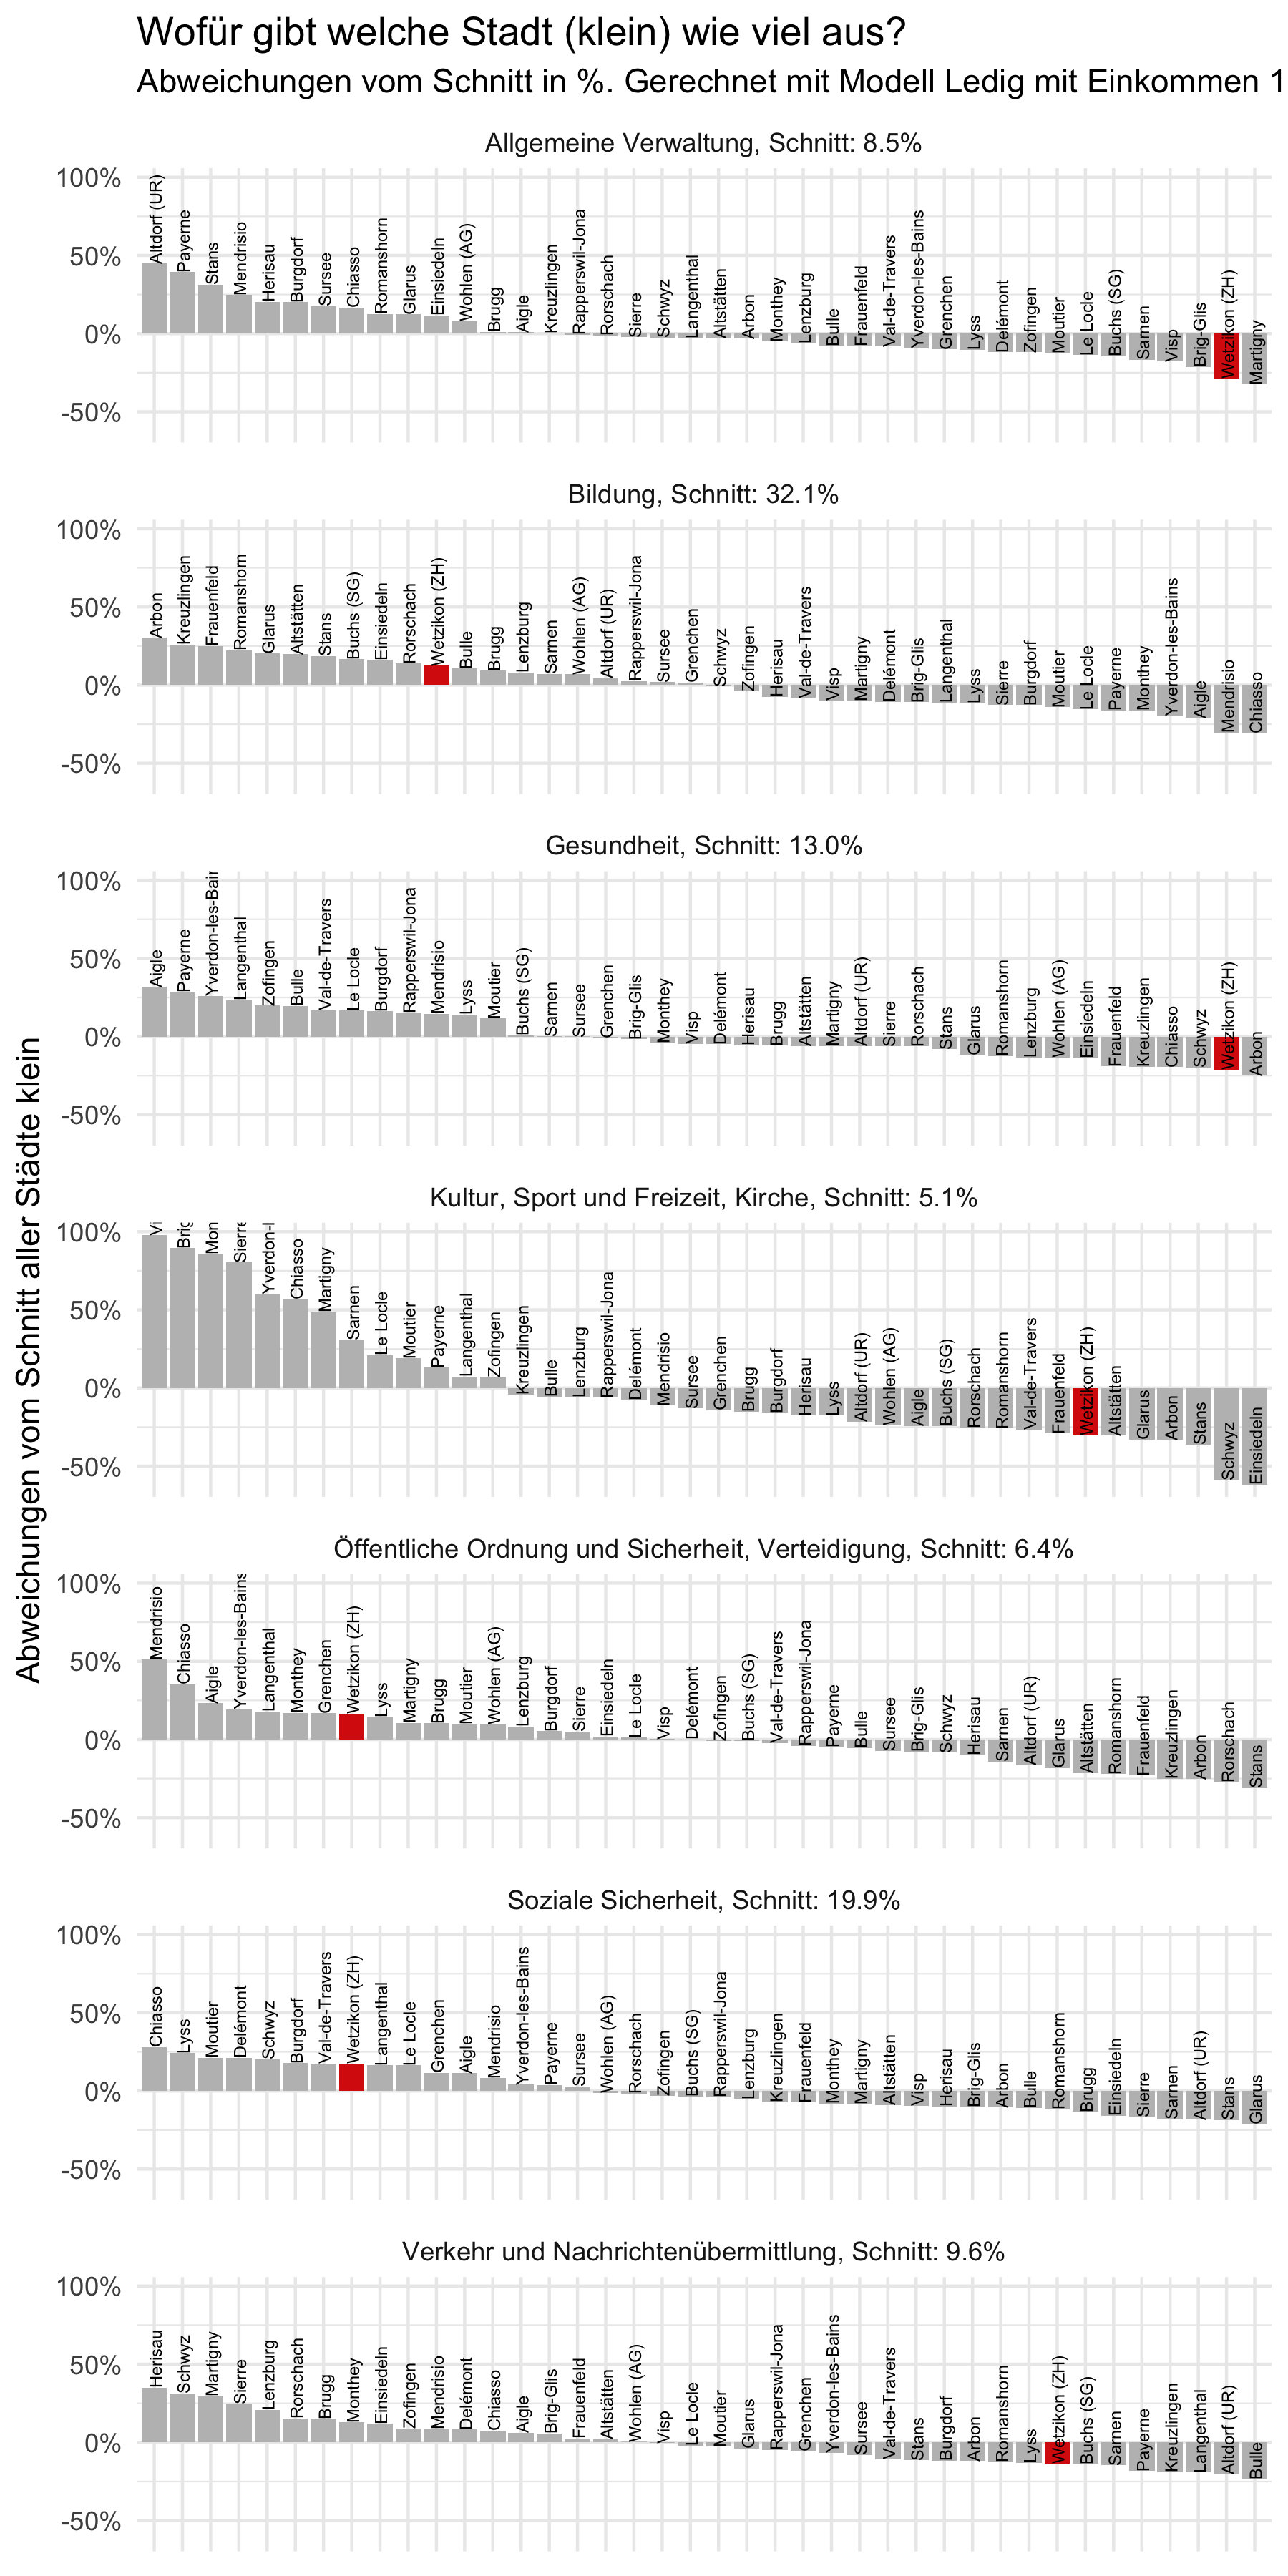 Wofür gibt welche Stadt (klein) wie viel aus?
Abweichungen vom Schnitt in %. Gerechnet mit Modell Ledig mit Einkommen 1
Abweichungen vom Schnitt aller Städte klein
Allgemeine Verwaltung, Schnitt: 8.5%
100%
50%
0%
-50%
Altdorf (UR)
Payerne
Stans
Mendrisio
Herisau
Burgdorf
Sursee
Chiasso
Romanshorn
Glarus
Einsiedeln
Wohlen (AG)
Brugg
Aigle
Kreuzlingen
Rapperswil-Jona
Rorschach
Sierre
Schwyz
Langenthal
Altstätten
Arbon
Monthey
Lenzburg
Bulle
Frauenfeld
Val-de-Travers
Yverdon-les-Bains
Grenchen
Lyss
Delémont
Zofingen
Moutier
Le Locle
Buchs (SG)
Sarnen
Visp
Brig-Glis
Wetzikon (ZH)
Martigny
Bildung, Schnitt: 32.1%
100%
50%
0%
-50%
Arbon
Kreuzlingen
Frauenfeld
Romanshorn
Glarus
Altstätten
Stans
Buchs (SG)
Einsiedeln
Rorschach
Wetzikon (ZH)
Bulle
Brugg
Lenzburg
Sarnen
Wohlen (AG)
Altdorf (UR)
Rapperswil-Jona
Sursee
Grenchen
Schwyz
Zofingen
Herisau
Val-de-Travers
Visp
Martigny
Delémont
Brig-Glis
Langenthal
Lyss
Sierre
Burgdorf
Moutier
Le Locle
Payerne
Monthey
Yverdon-les-Bains
Aigle
Mendrisio
Chiasso
Gesundheit, Schnitt: 13.0%
100%
50%
0%
-50%
Aigle
Payerne
Yverdon-les-Bair
Langenthal
Zofingen
Bulle
Val-de-Travers
Le Locle
Burgdorf
Rapperswil-Jona
Mendrisio
Lyss
Moutier
Buchs (SG)
Sarnen
Sursee
Grenchen
Brig-Glis
Monthey
Visp
Delémont
Herisau
Brugg
Altstätten
Martigny
Altdorf (UR)
Sierre
Rorschach
Stans
Glarus
Romanshorn
Lenzburg
Wohlen (AG)
Einsiedeln
Frauenfeld
Kreuzlingen
Chiasso
Schwyz
Wetzikon (ZH)
Arbon
Kultur, Sport und Freizeit, Kirche, Schnitt: 5.1%
100%
50%
0%
-50%
Vi
Brig
Mon
Sierre
Yverdon-l
Chiasso
Martigny
Sarnen
Le Locle
Moutier
Payerne
Langenthal
Zofingen
Kreuzlingen
Bulle
Lenzburg
Rapperswil-Jona
Delémont
Mendrisio
Sursee
Grenchen
Brugg
Burgdorf
Herisau
Lyss
Altdorf (UR)
Wohlen (AG)
Aigle
Buchs (SG)
Rorschach
Romanshorn
Val-de-Travers
Frauenfeld
Wetzikon (ZH)
Altstätten
Glarus
Arbon
Stans
Schwyz
Einsiedeln
Öffentliche Ordnung und Sicherheit, Verteidigung, Schnitt: 6.4%
100%
50%
0%
-50%
Mendrisio
Chiasso
Aigle
Yverdon-les-Bains
Langenthal
Monthey
Grenchen
Wetzikon (ZH)
Lyss
Martigny
Brugg
Moutier
Wohlen (AG)
Lenzburg
Burgdorf
Sierre
Einsiedeln
Le Locle
Visp
Delémont
Zofingen
Buchs (SG)
Val-de-Travers
Rapperswil-Jona
Payerne
Bulle
Sursee
Brig-Glis
Schwyz
Herisau
Sarnen
Altdorf (UR)
Glarus
Altstätten
Romanshorn
Frauenfeld
Kreuzlingen
Arbon
Rorschach
Stans
Soziale Sicherheit, Schnitt: 19.9%
100%
50%
0%
-50%
Chiasso
Lyss
Moutier
Delémont
Schwyz
Burgdorf
Val-de-Travers
Wetzikon (ZH)
Langenthal
Le Locle
Grenchen
Aigle
Mendrisio
Yverdon-les-Bains
Payerne
Sursee
Wohlen (AG)
Rorschach
Zofingen
Buchs (SG)
Rapperswil-Jona
Lenzburg
Kreuzlingen
Frauenfeld
Monthey
Martigny
Altstätten
Visp
Herisau
Brig-Glis
Arbon
Bulle
Romanshorn
Brugg
Einsiedeln
Sierre
Sarnen
Altdorf (UR)
Stans
Glarus
Verkehr und Nachrichtenübermittlung, Schnitt: 9.6%
100%
50%
0%
-50%
Herisau
Schwyz
Martigny
Sierre
Lenzburg
Rorschach
Brugg
Monthey
Einsiedeln
Zofingen
Mendrisio
Delémont
Chiasso
Aigle
Brig-Glis
Frauenfeld
Altstätten
Wohlen (AG)
Visp
Le Locle
Moutier
Glarus
Rapperswil-Jona
Grenchen
Yverdon-les-Bains
Sursee
Val-de-Travers
Stans
Burgdorf
Arbon
Romanshorn
Lyss
Wetzikon (ZH)
Buchs (SG)
Sarnen
Payerne
Kreuzlingen
Langenthal
Altdorf (UR)
Bulle